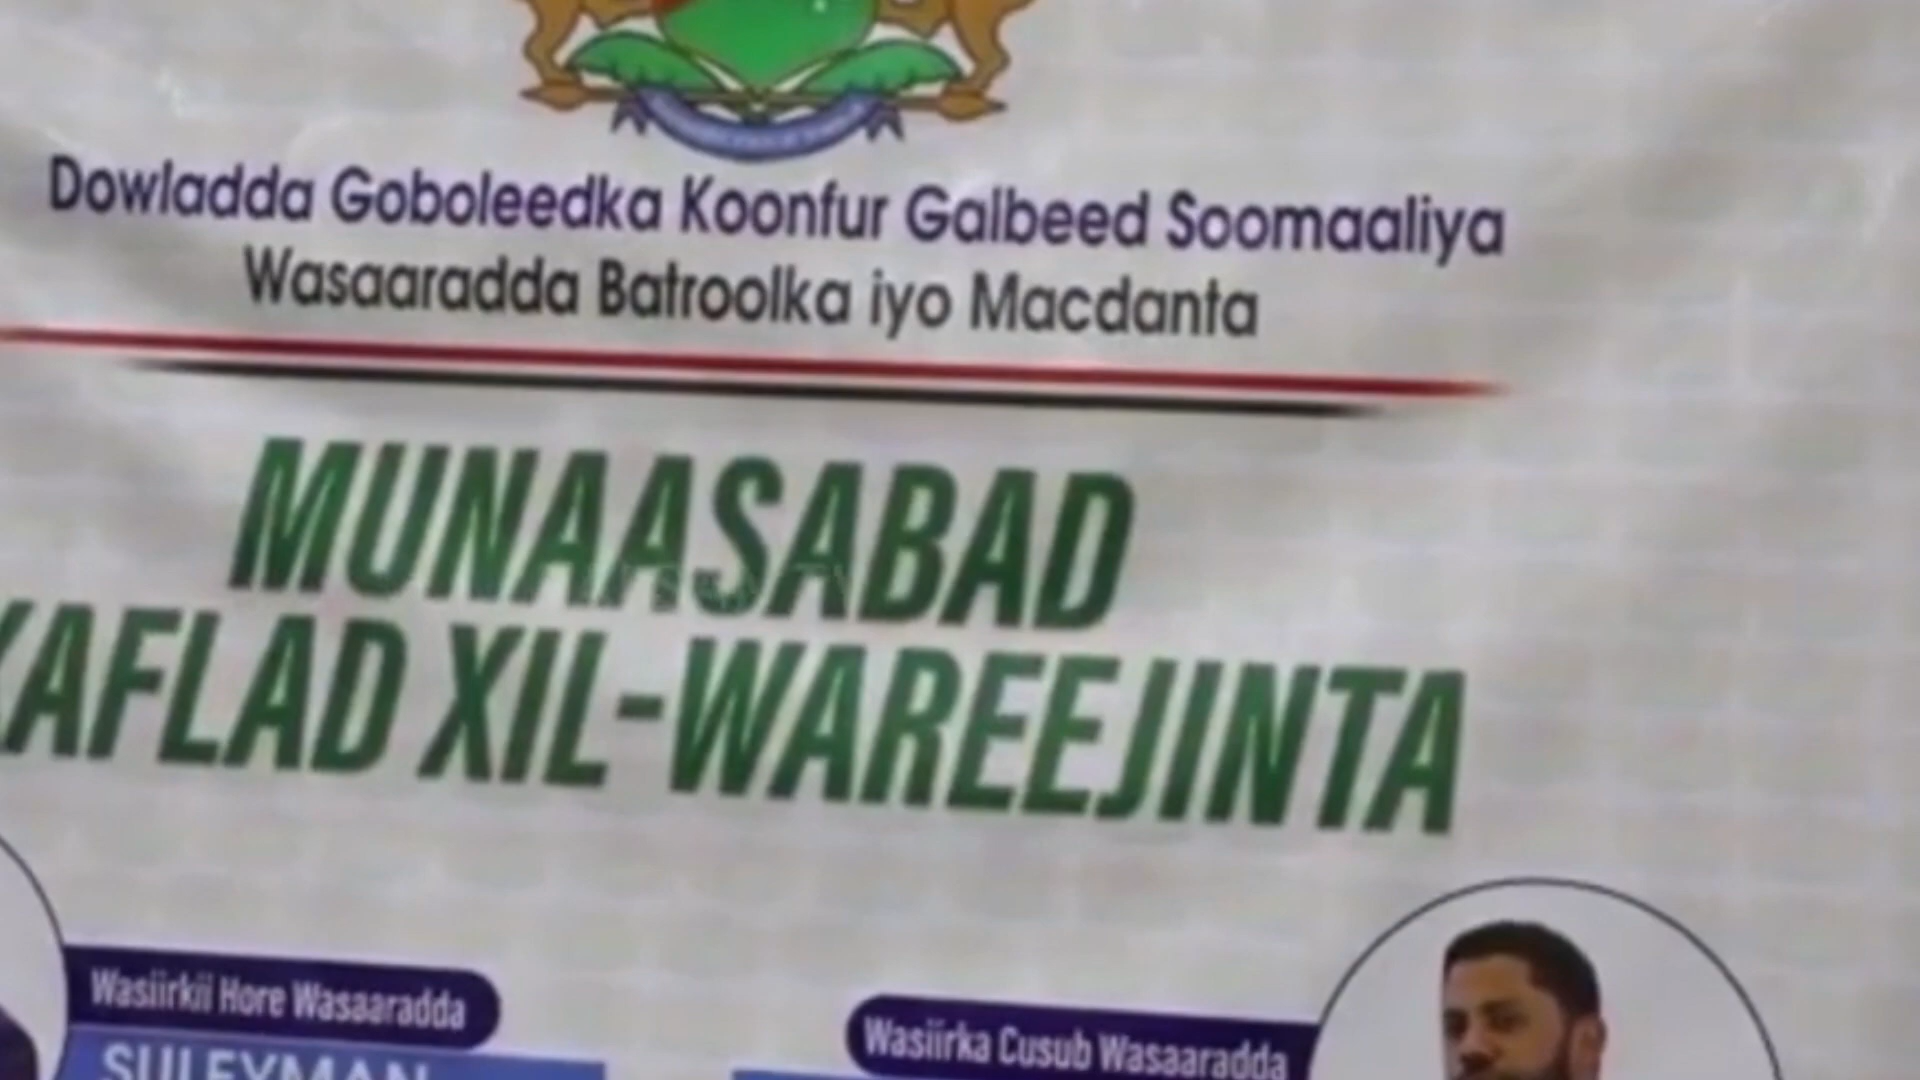 Dowladda Goboleedka Koonfur Galbeed Soomaaliya
Wasaaradda Batroolka iyo Macdanta
MUNAASABAD
XAFLAD XIL-WAREEJINTA
Wasiirkii Hore Wasaaradda
SULEYMAN
Wasiirka Cusub Wasaaradda